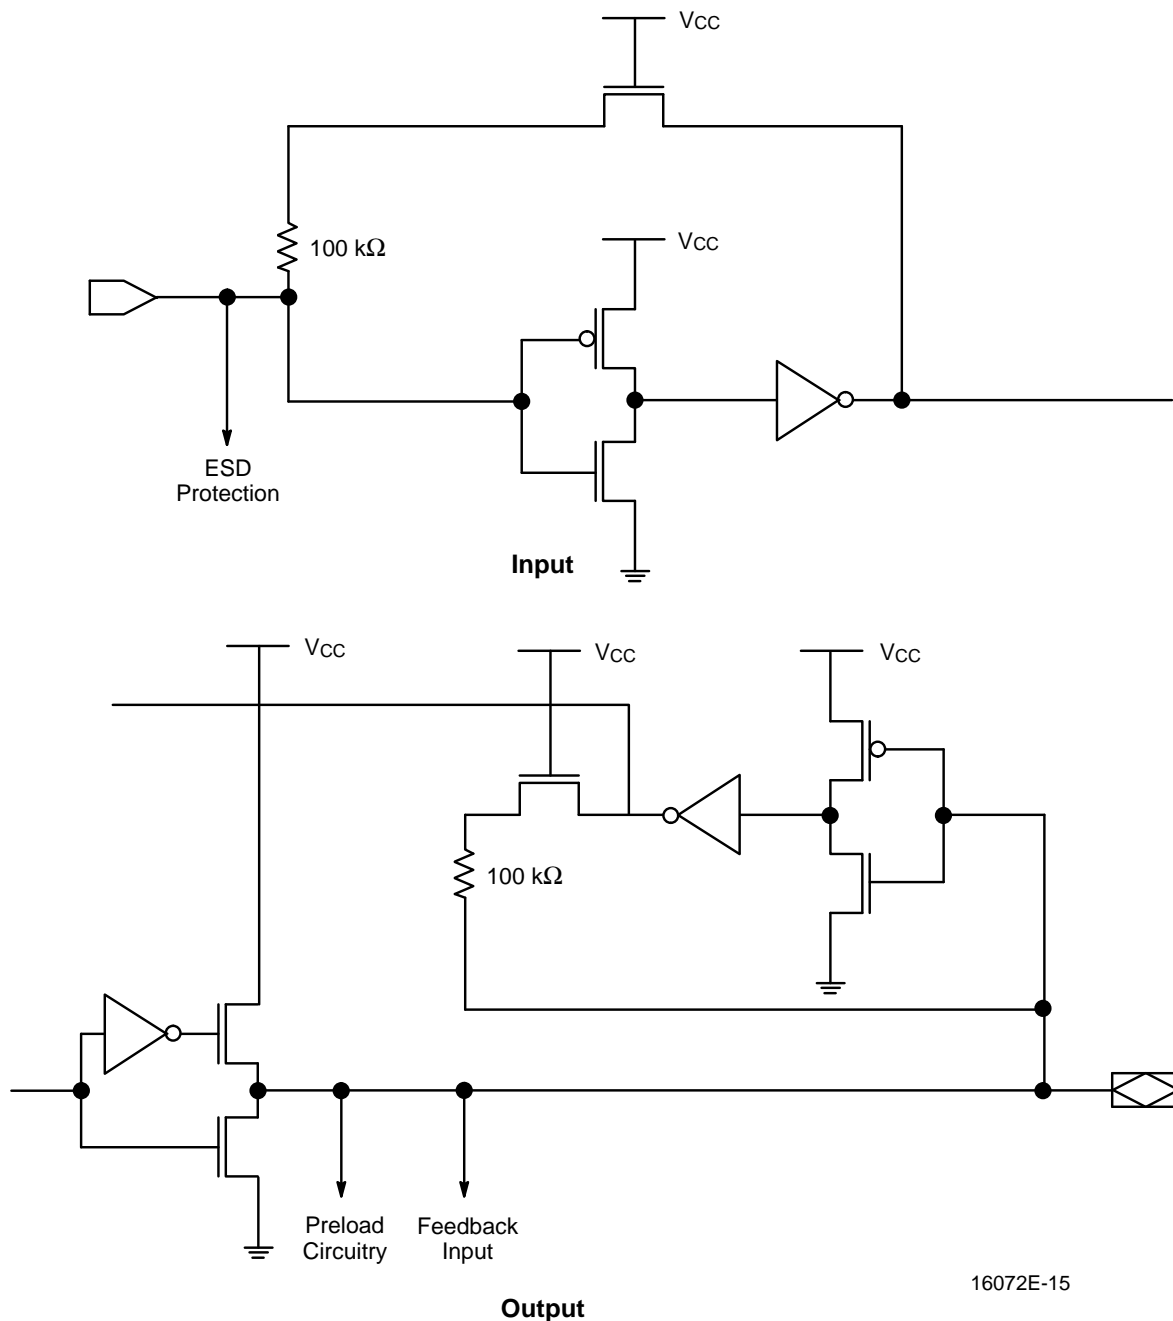 VCC
100 kΩ
VCC
ESD
Protection
Input
VCC
VCC
VCC
100 kΩ
Preload
Circuitry
Feedback
Input
16072E-15
Output